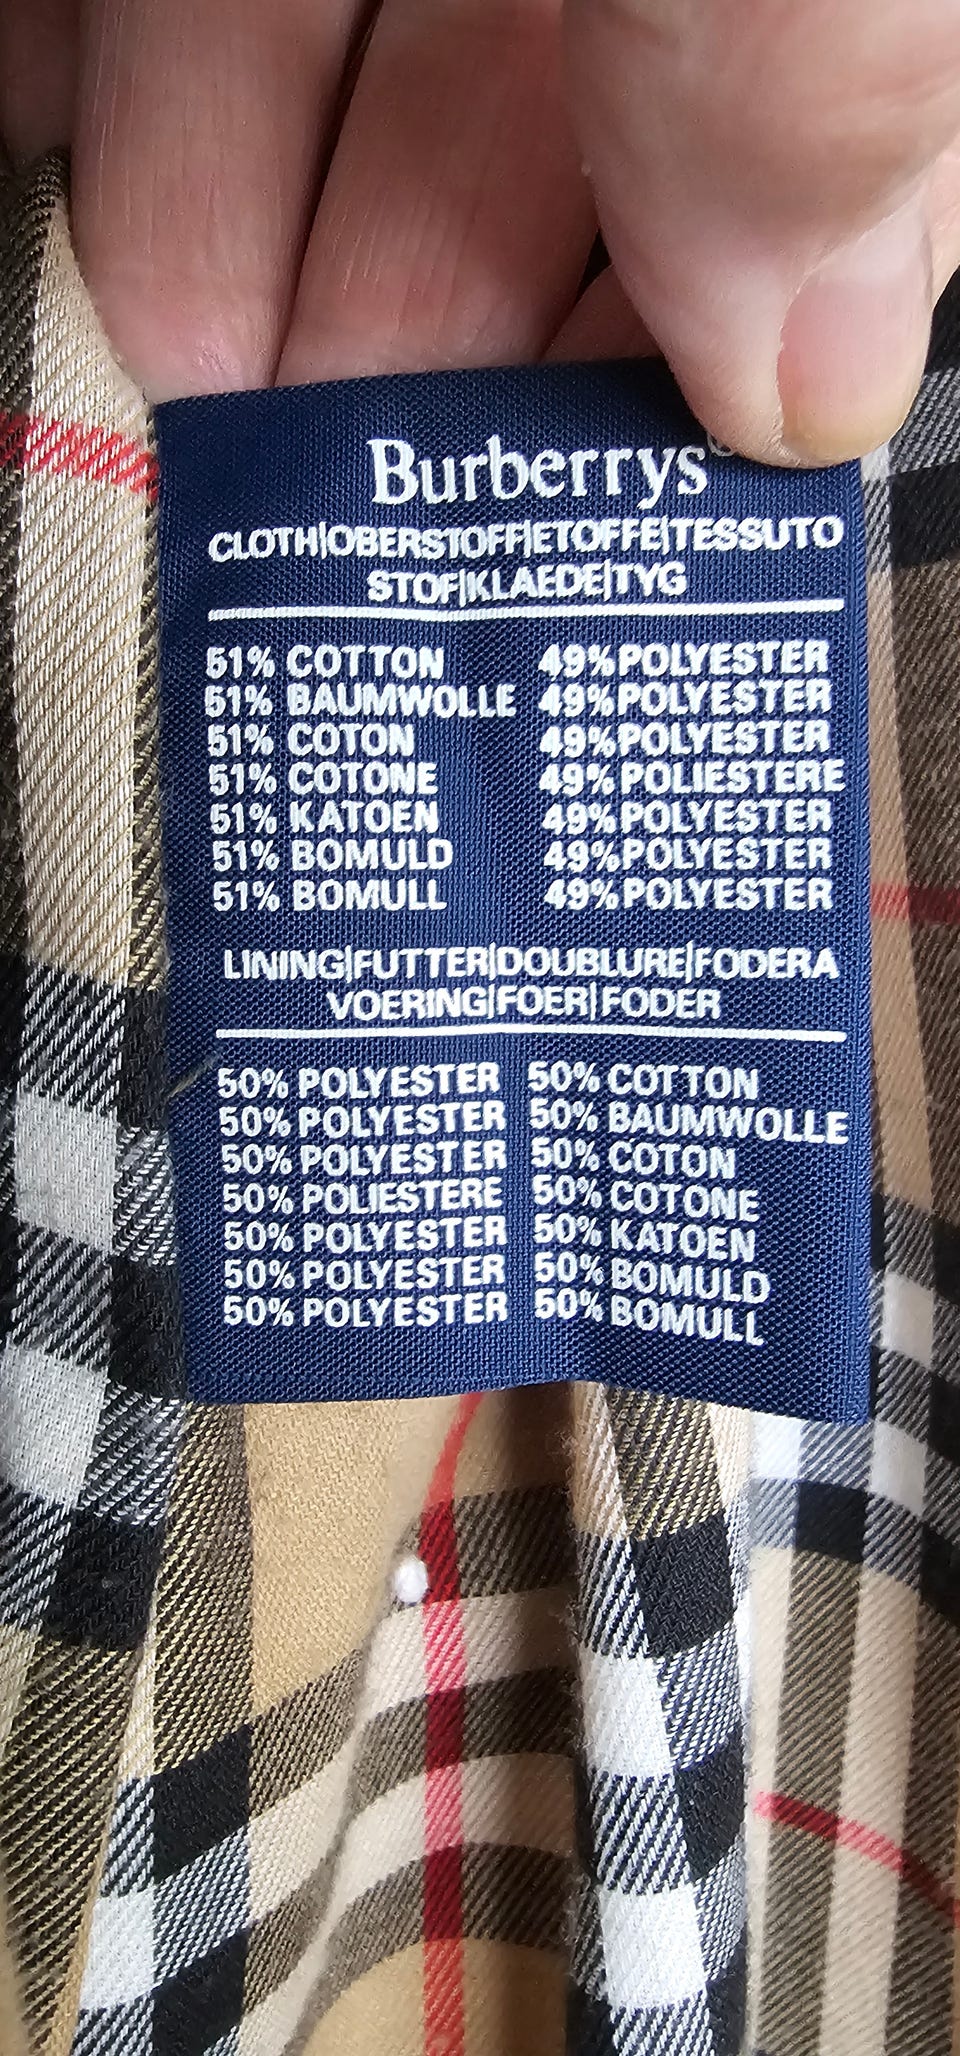 Burberrys®
CLOTH|OBERSTOFF|ETOFFE|TESSUTO
STOF|KLAEDE|TYG
51% COTTON 49% POLYESTER
51% BAUMWOLLE 49% POLYESTER
51% COTON 49% POLYESTER
51% COTONE 49% POLIESTERE
51% KATOEN 49% POLYESTER
51% BOMULD 49% POLYESTER
51% BOMULL 49% POLYESTER
LINING|FUTTER|DOUBLURE|FODERA
VOERING|FOER|FODER
50% POLYESTER 50% COTTON
50% POLYESTER 50% BAUMWOLLE
50% POLYESTER 50% COTON
50% POLIESTERE 50% COTONE
50% POLYESTER 50% KATOEN
50% POLYESTER 50% BOMULD
50% POLYESTER 50% BOMULL